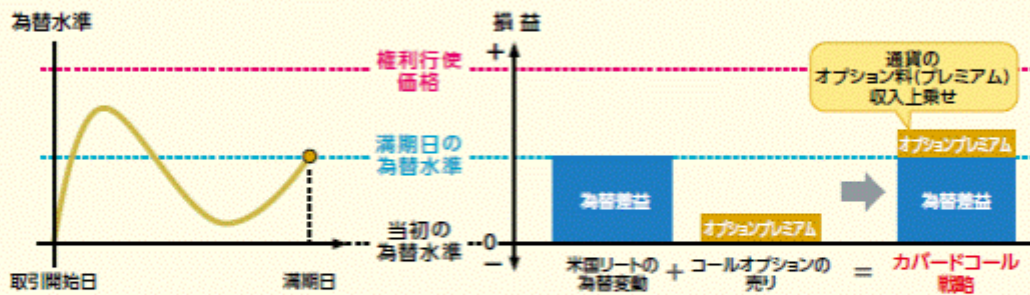 為替水準
損益
+
権利行使
価格
通貨の
オプション料(プレミアム)
収入上乗せ
満期日の
為替水準
オプションプレミアム
為替差益
為替差益
オプションプレミアム
当初の
為替水準
0
−
取引開始日
満期日
米国リートの
為替変動
+
コールオプションの
売り
=
カバードコール
戦略